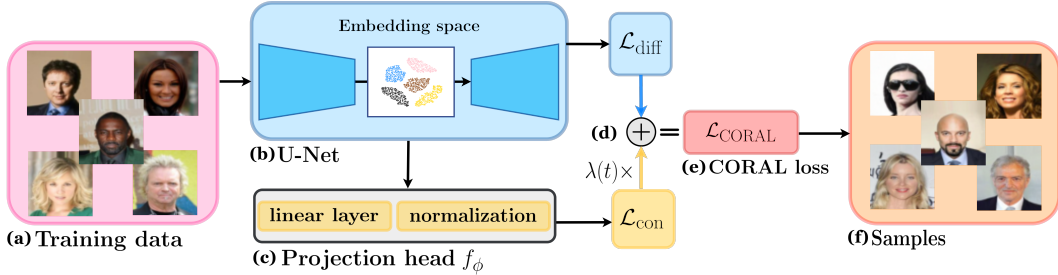 Embedding space
(a) Training data
(b) U-Net
linear layer
normalization
(c) Projection head f_ϕ
ℒ_diff
(d)
+
=
λ(t)×
ℒ_con
ℒ_CORAL
(e) CORAL loss
(f) Samples